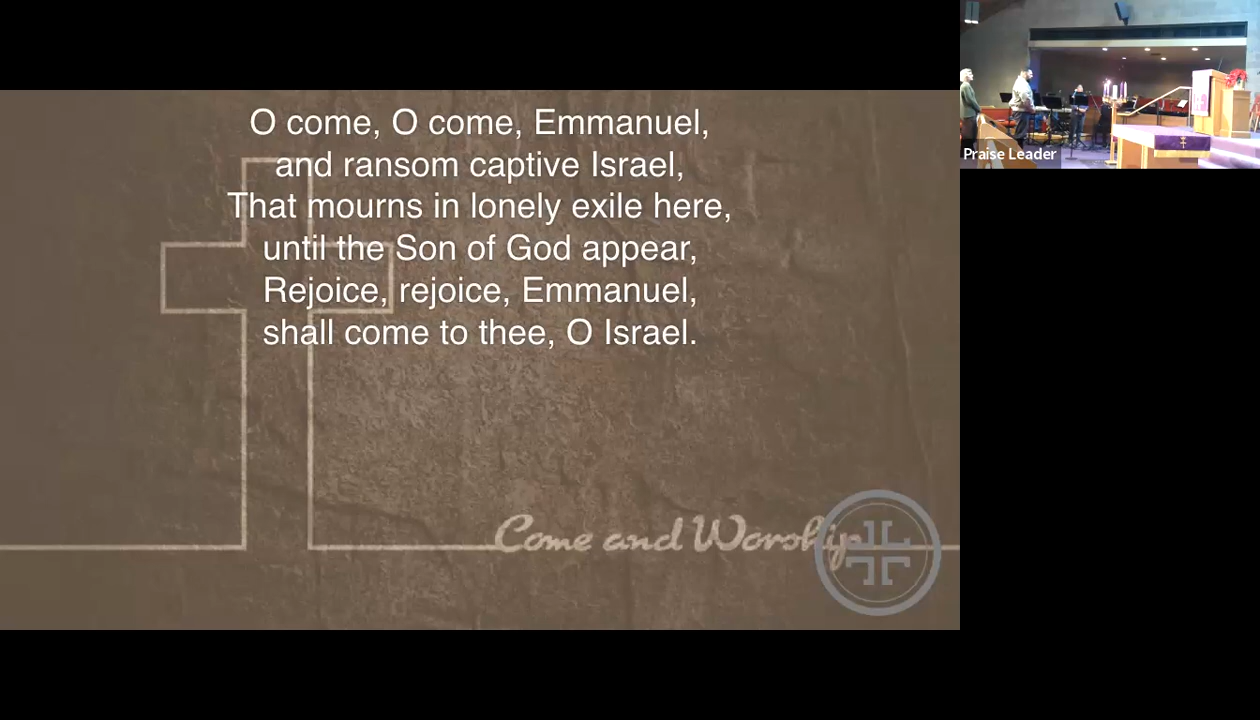 O come, O come, Emmanuel,
and ransom captive Israel,
That mourns in lonely exile here,
until the Son of God appear,
Rejoice, rejoice, Emmanuel,
shall come to thee, O Israel.
Come and Worship
Praise Leader